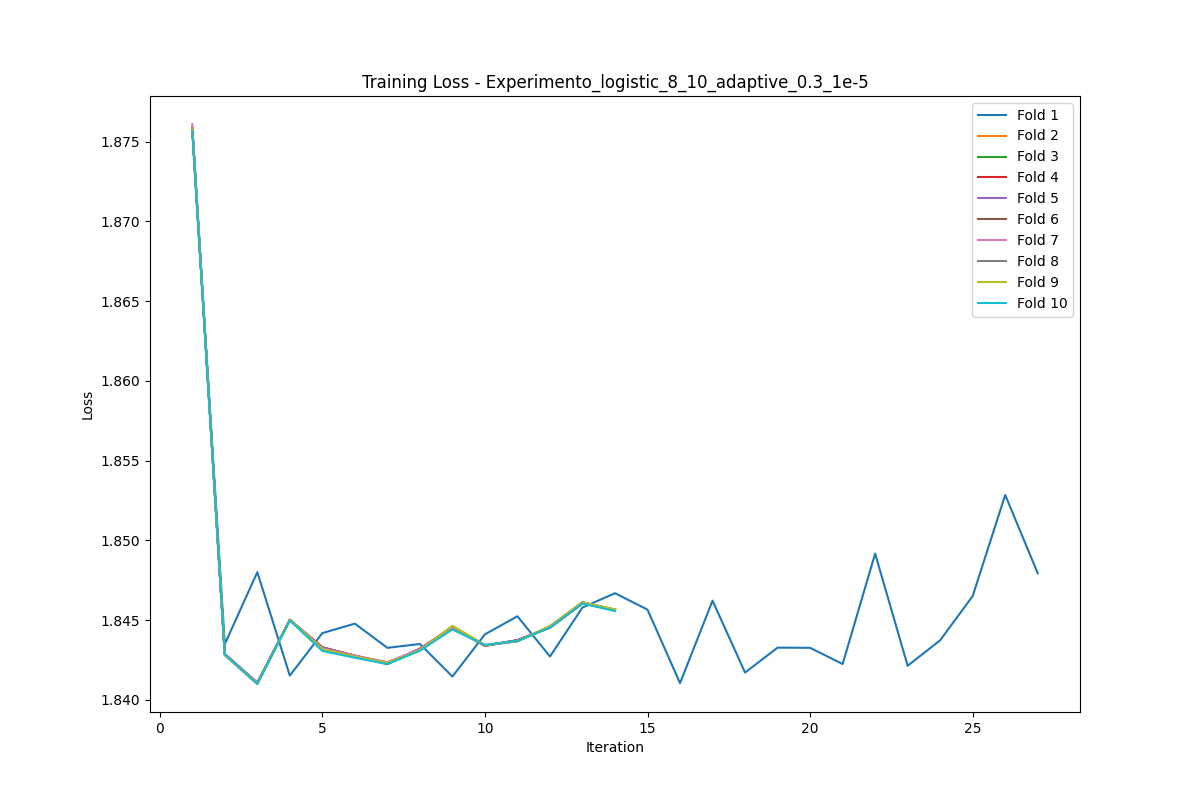 Training Loss - Experimento_logistic_8_10_adaptive_0.3_1e-5
Fold 1
Fold 2
Fold 3
Fold 4
Fold 5
Fold 6
Fold 7
Fold 8
Fold 9
Fold 10
1.875
1.870
1.865
1.860
1.855
1.850
1.845
1.840
Loss
0 5 10 15 20 25
Iteration